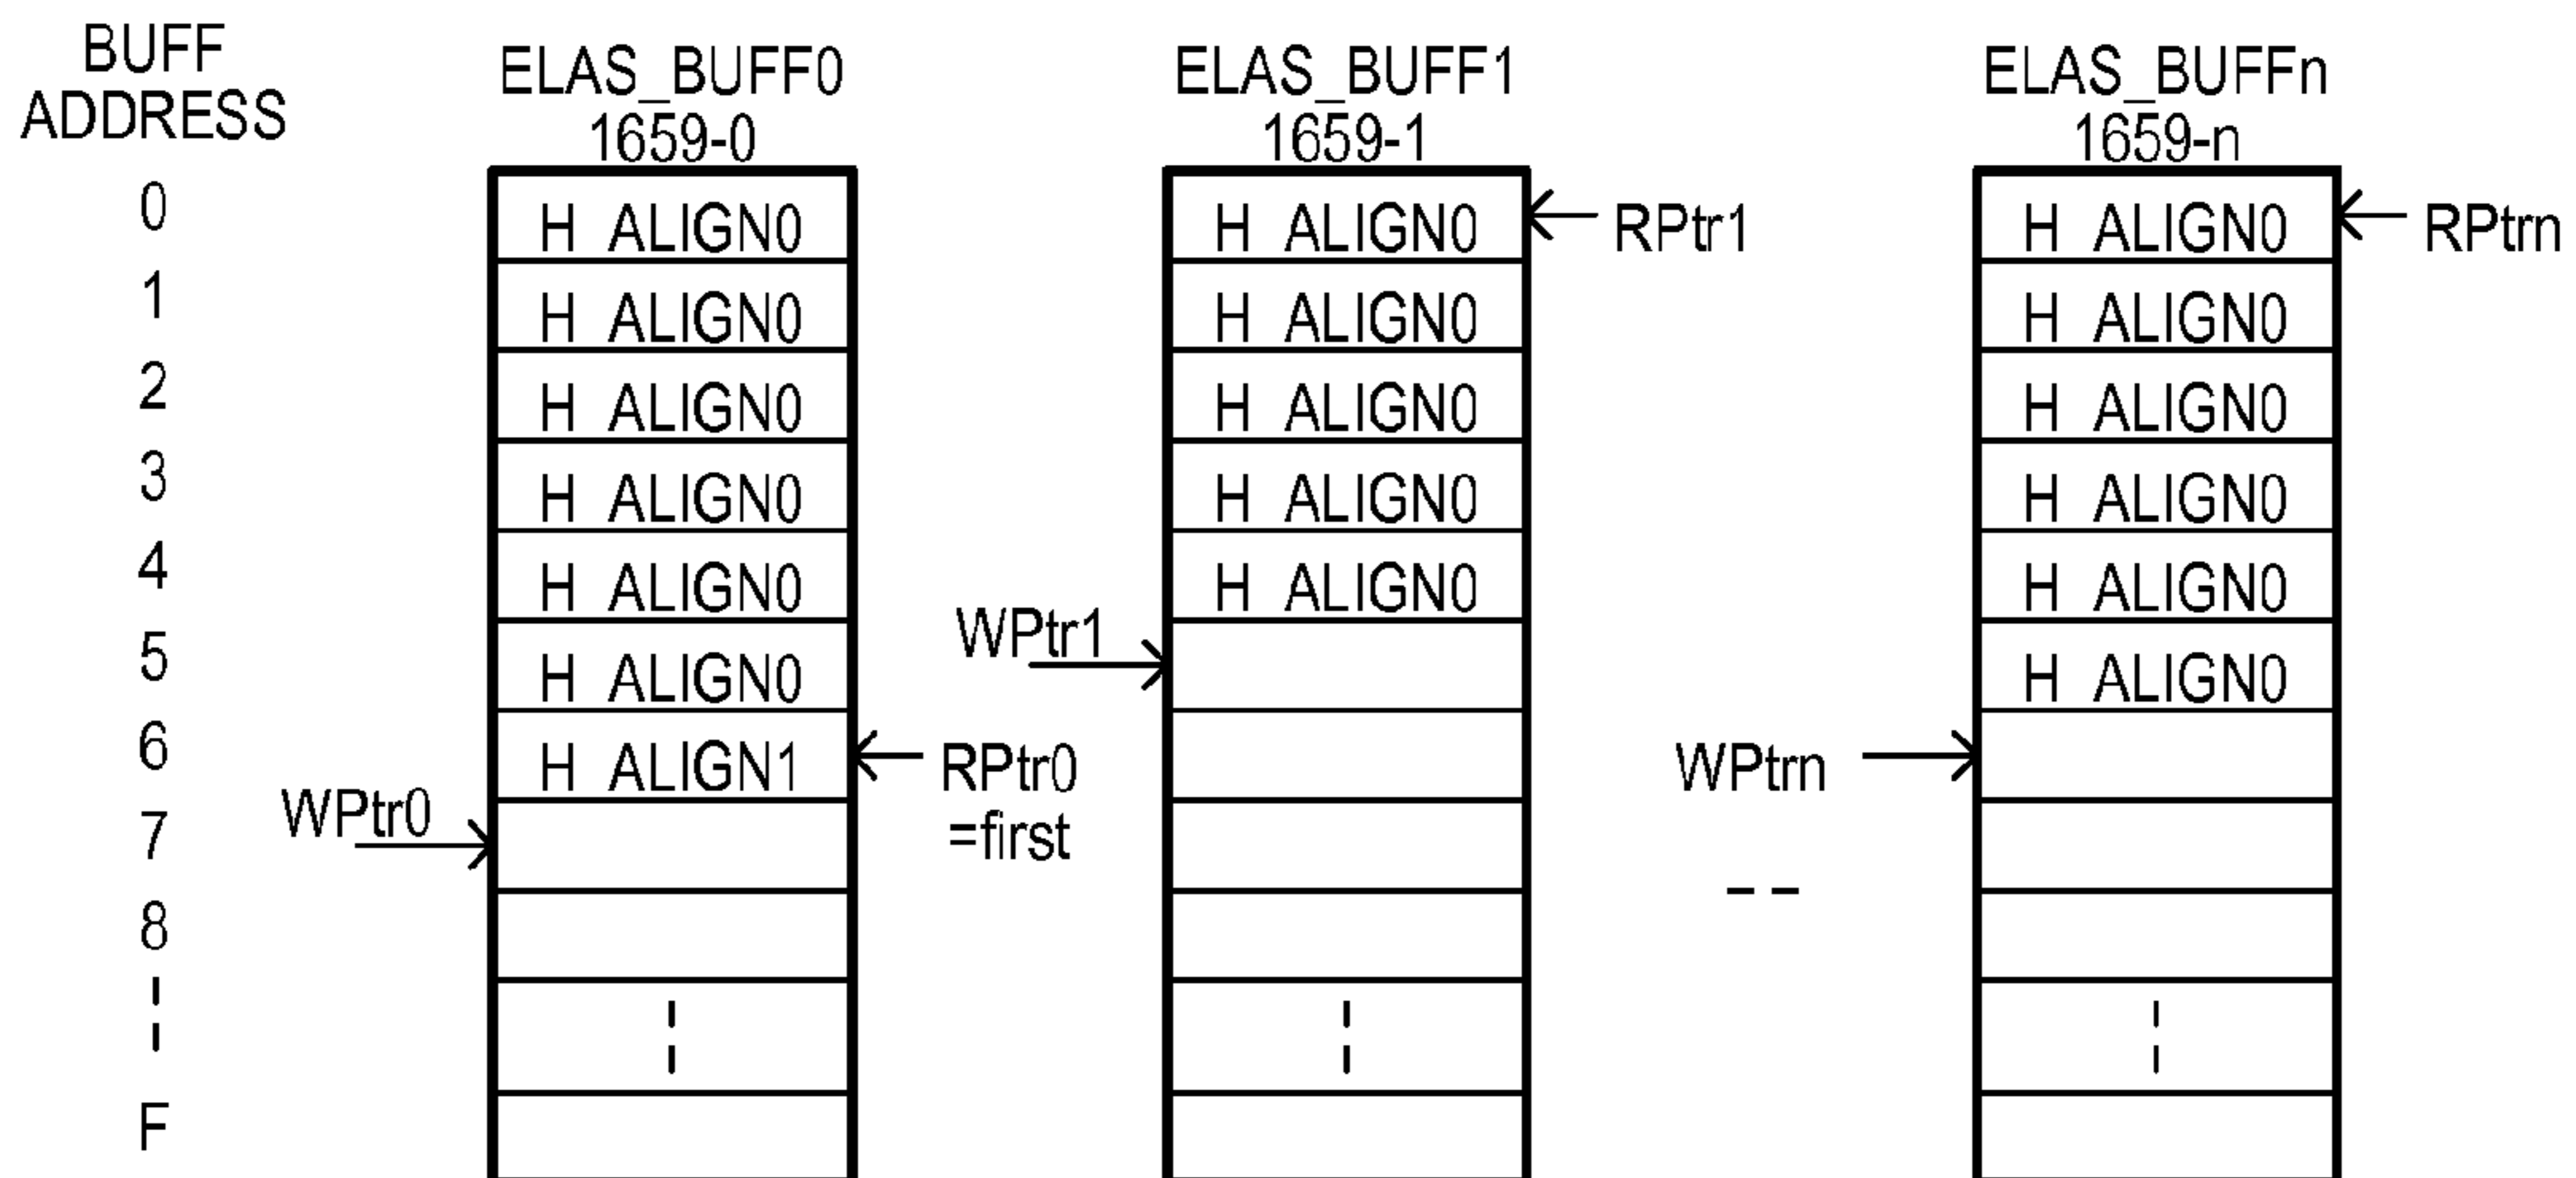 BUFF
ADDRESS
ELAS_BUFF0
1659-0
ELAS_BUFF1
1659-1
ELAS_BUFFn
1659-n
0 H ALIGN0 H ALIGN0 RPtr1 H ALIGN0 RPtrn
1 H ALIGN0 H ALIGN0 H ALIGN0
2 H ALIGN0 H ALIGN0 H ALIGN0
3 H ALIGN0 H ALIGN0 H ALIGN0
4 H ALIGN0 H ALIGN0 H ALIGN0
5 H ALIGN0 WPtr1 H ALIGN0
6 H ALIGN1 RPtr0 WPtrn
=first
7 WPtr0
8
F